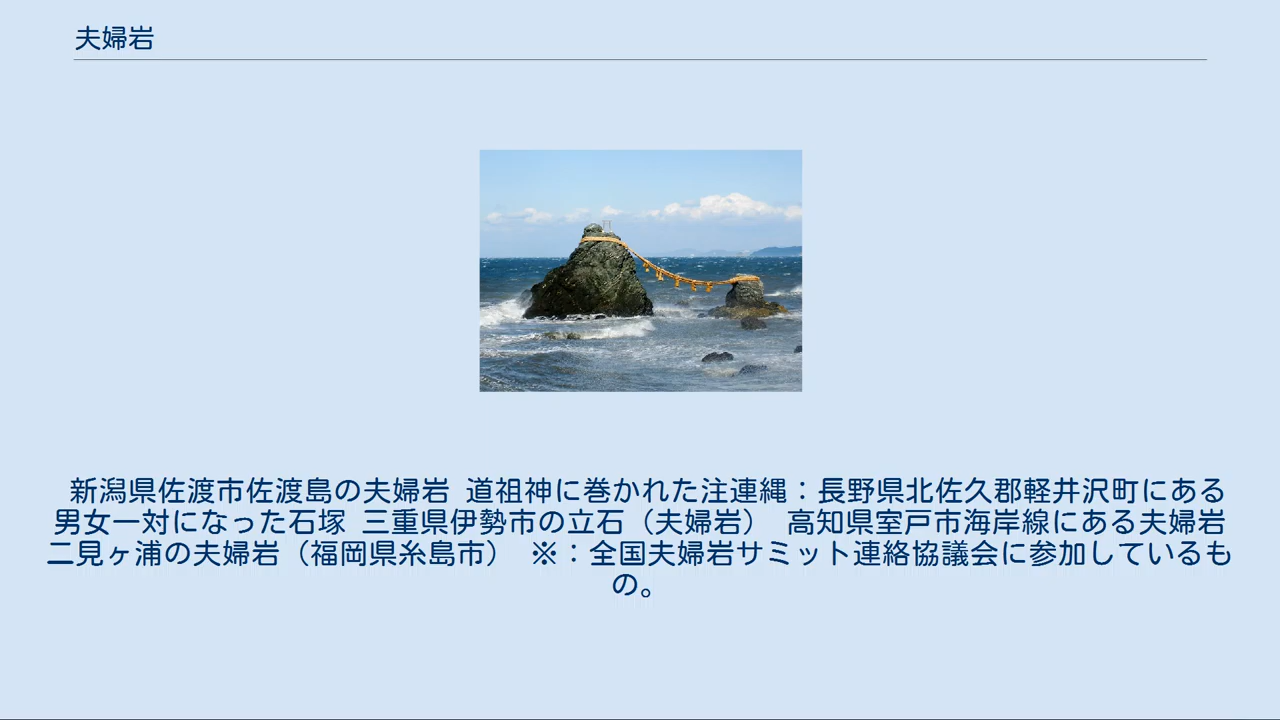 夫婦岩
新潟県佐渡市佐渡島の夫婦岩 道祖神に巻かれた注連縄：長野県北佐久郡軽井沢町にある
男女一対になった石塚 三重県伊勢市の立石（夫婦岩） 高知県室戸市海岸線にある夫婦岩
二見ヶ浦の夫婦岩（福岡県糸島市） ※：全国夫婦岩サミット連絡協議会に参加しているも
の。